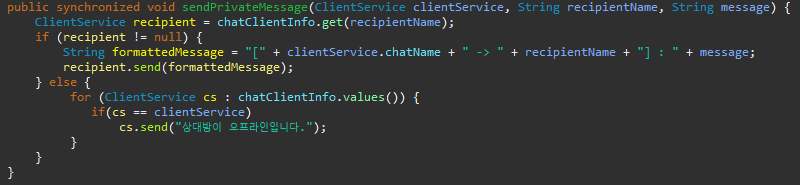 public synchronized void sendPrivateMessage(ClientService clientService, String recipientName, String message) {
    ClientService recipient = chatClientInfo.get(recipientName);
    if (recipient != null) {
        String formattedMessage = "[" + clientService.chatName + " -> " + recipientName + "] : " + message;
        recipient.send(formattedMessage);
    } else {
         for (ClientService cs : chatClientInfo.values()) {
            if(cs == clientService)
                cs.send("상대방이 오프라인입니다.");
         }
    }
}